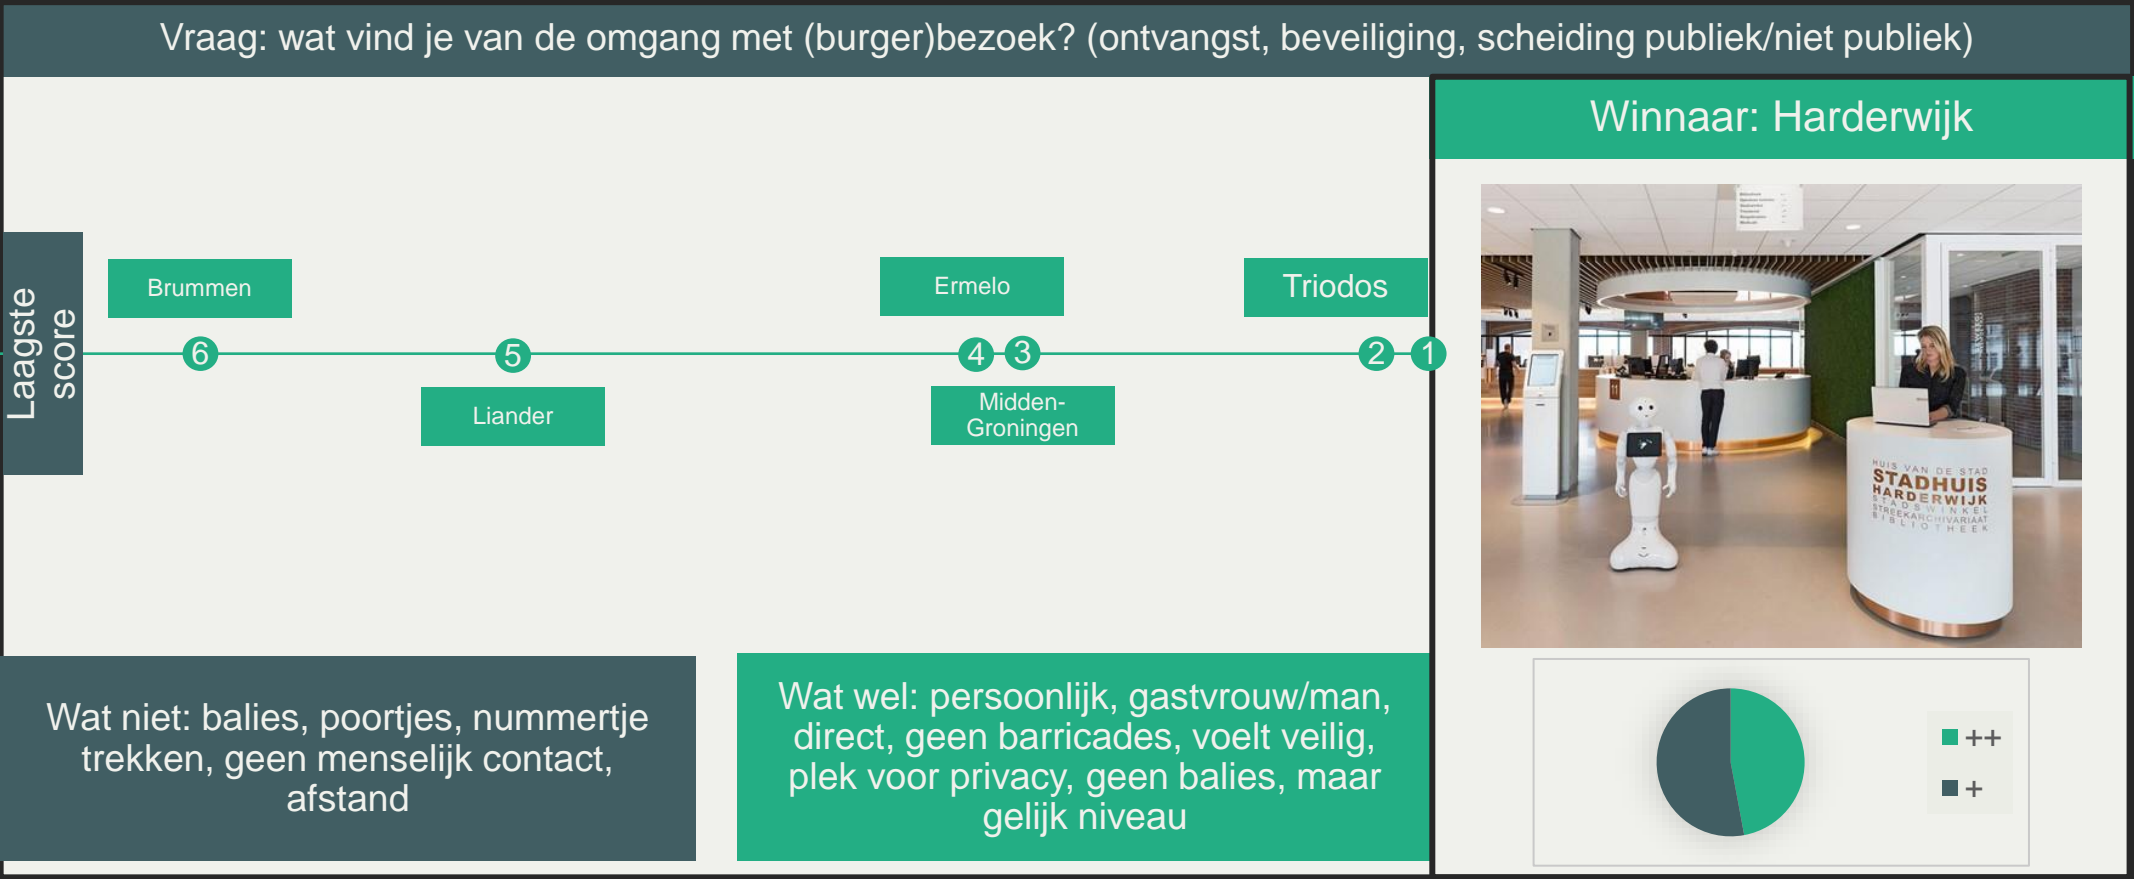 Vraag: wat vind je van de omgang met (burger)bezoek? (ontvangst, beveiliging, scheiding publiek/niet publiek)
Winnaar: Harderwijk
Laagste
score
Brummen
6
5
Liander
Ermelo
4
3
Midden-
Groningen
Triodos
2
1
HUIS VAN DE STAD
STADHUIS
HARDERWIJK
STADSWINKEL
STREEKARCHIVARIAAT
BIBLIOTHEEK
Wat niet: balies, poortjes, nummertje
trekken, geen menselijk contact,
afstand
Wat wel: persoonlijk, gastvrouw/man,
direct, geen barricades, voelt veilig,
plek voor privacy, geen balies, maar
gelijk niveau
++
+